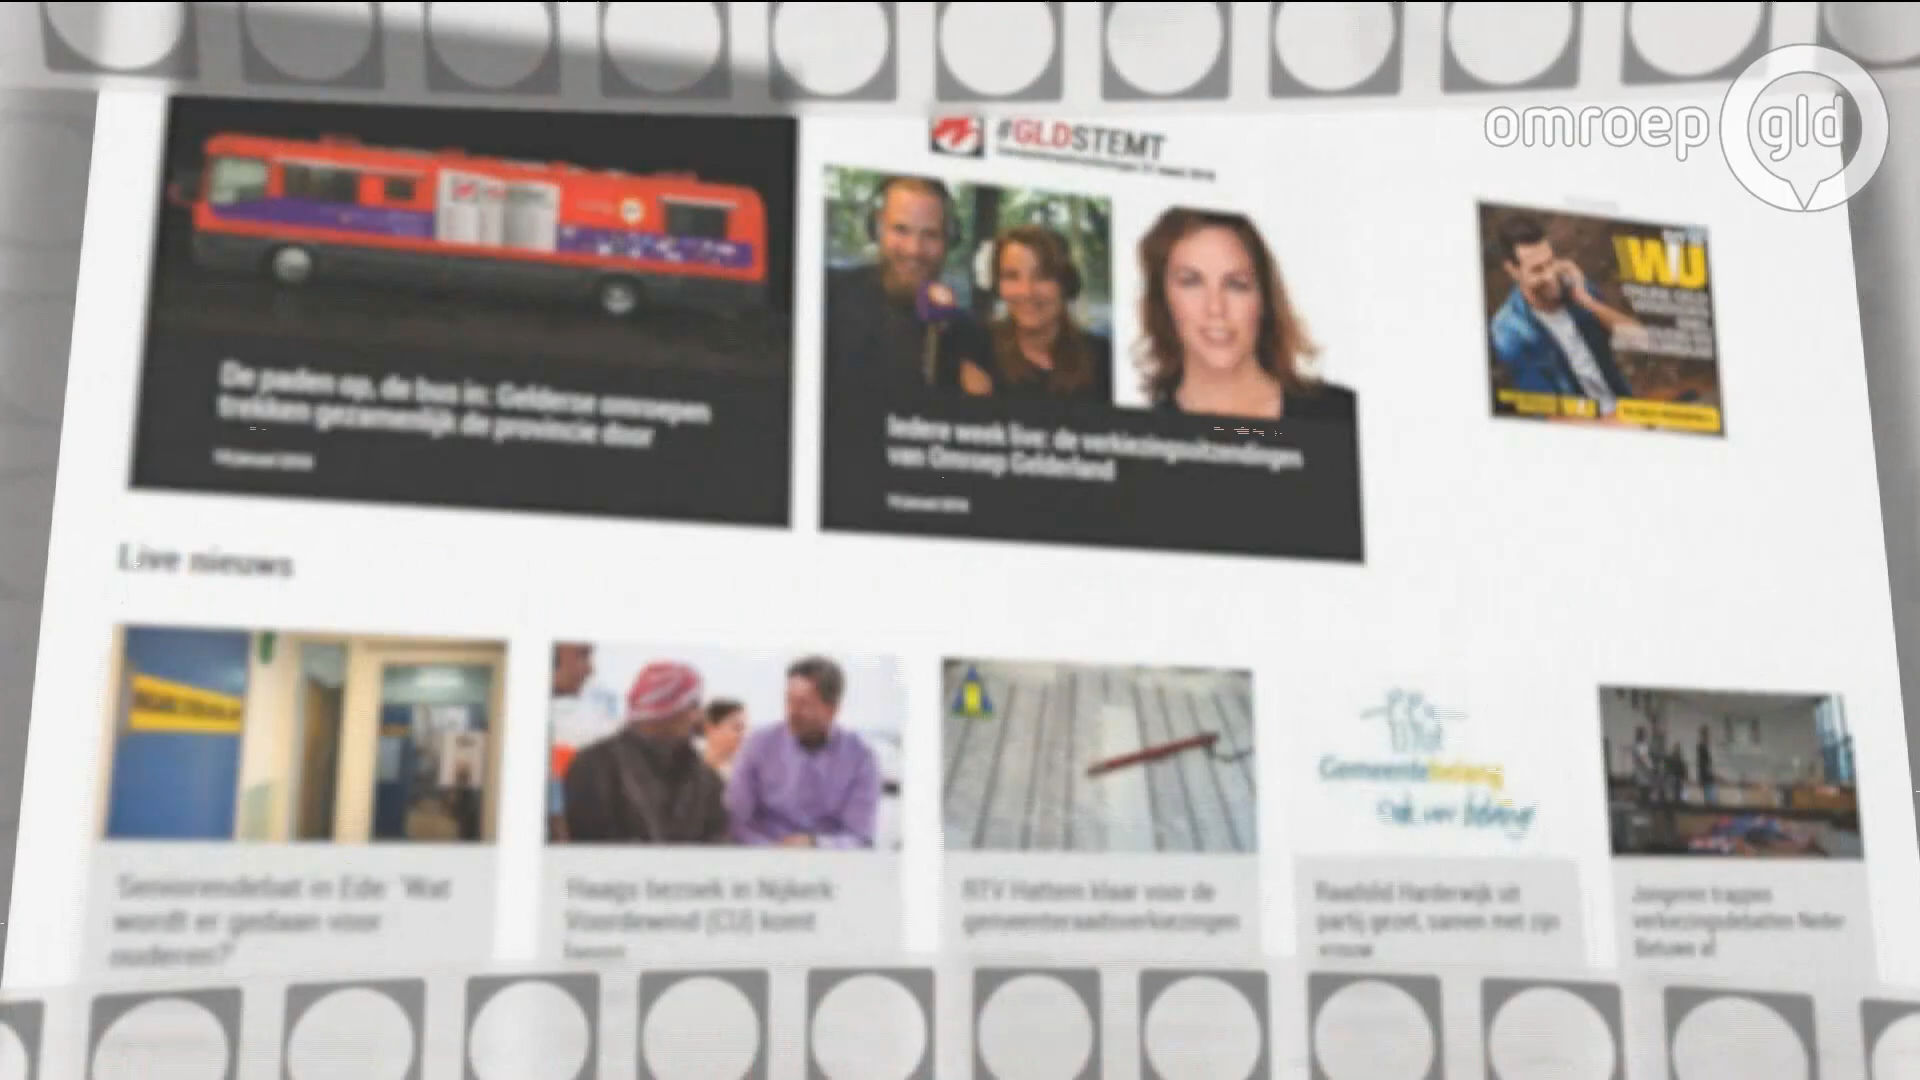 omroep gld
#GLDSTEMT
WU
De paden op, de bus in: Gelderse omroepen
trekken gezamenlijk de provincie door
Iedere week live: de verkiezingsuitzendingen
van Omroep Gelderland
Live nieuws
Gemeentebelang
Seniorendebat in Ede: 'Wat
wordt er gedaan voor
ouderen?'
Haags bezoek in Nijkerk:
Voordewind (CU) komt
langs
RTV Hattem klaar voor de
gemeenteraadsverkiezingen
Raadslid Harderwijk uit
partij gezet, samen met zijn
vrouw
Jongeren trappen
verkiezingsdebatten Neder
Betuwe af